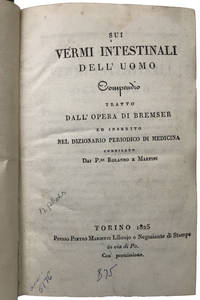 SUI
VERMI INTESTINALI
DELL' UOMO
Compendio
TRATTO
DALL' OPERA DI BREMSER
ED INSERITO
NEL DIZIONARIO PERIODICO DI MEDICINA
COMPILATO
DAI P.ri ROLANDO E MARTINI
TORINO 1825
PRESSO PIETRO MARIETTI Librajo e Negoziante di Stampe
in via di Po.
Con permissione.